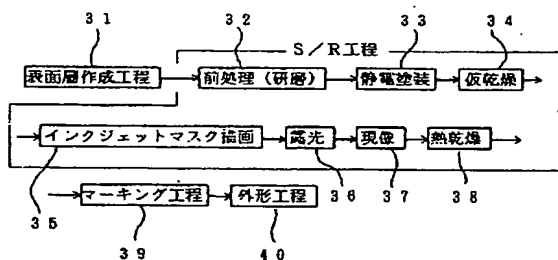 31 32 33 34
S/R工程
表面層作成工程 前処理(研磨) 静電塗装 仮乾燥
インクジェットマスク描画 露光 現像 熱乾燥
35 36 37 38
マーキング工程 外形工程
39 40